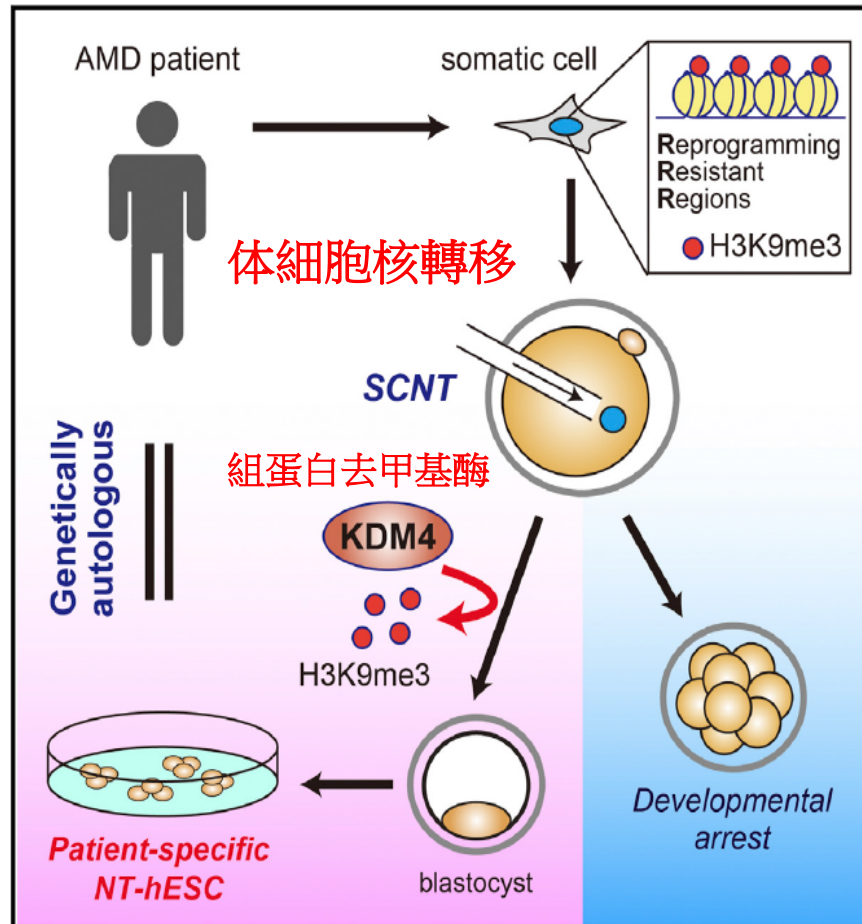 AMD patient
somatic cell
Reprogramming
Resistant
Regions
H3K9me3
体細胞核轉移
SCNT
Genetically
autologous
組蛋白去甲基酶
KDM4
H3K9me3
Developmental
arrest
Patient-specific
NT-hESC
blastocyst